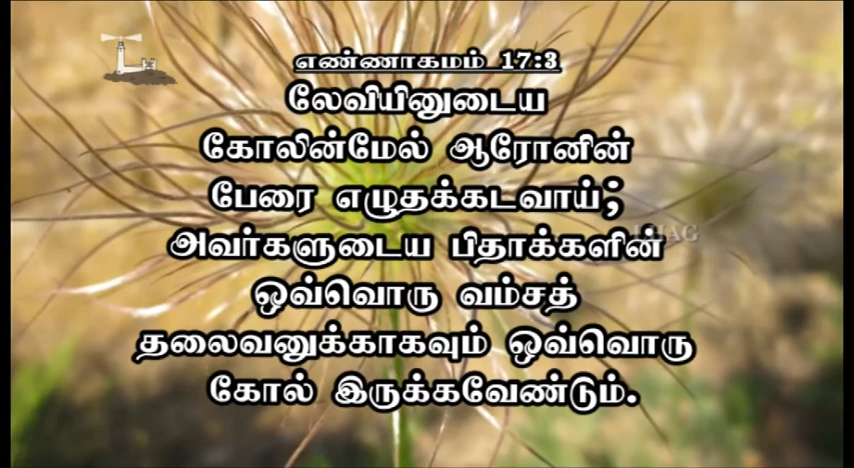 எண்ணாகமம் 17:3
லேவியினுடைய
கோலின்மேல் ஆரோனின்
பேரை எழுதக்கடவாய்;
அவர்களுடைய பிதாக்களின்
ஒவ்வொரு வம்சத்
தலைவனுக்காகவும் ஒவ்வொரு
கோல் இருக்கவேண்டும்.